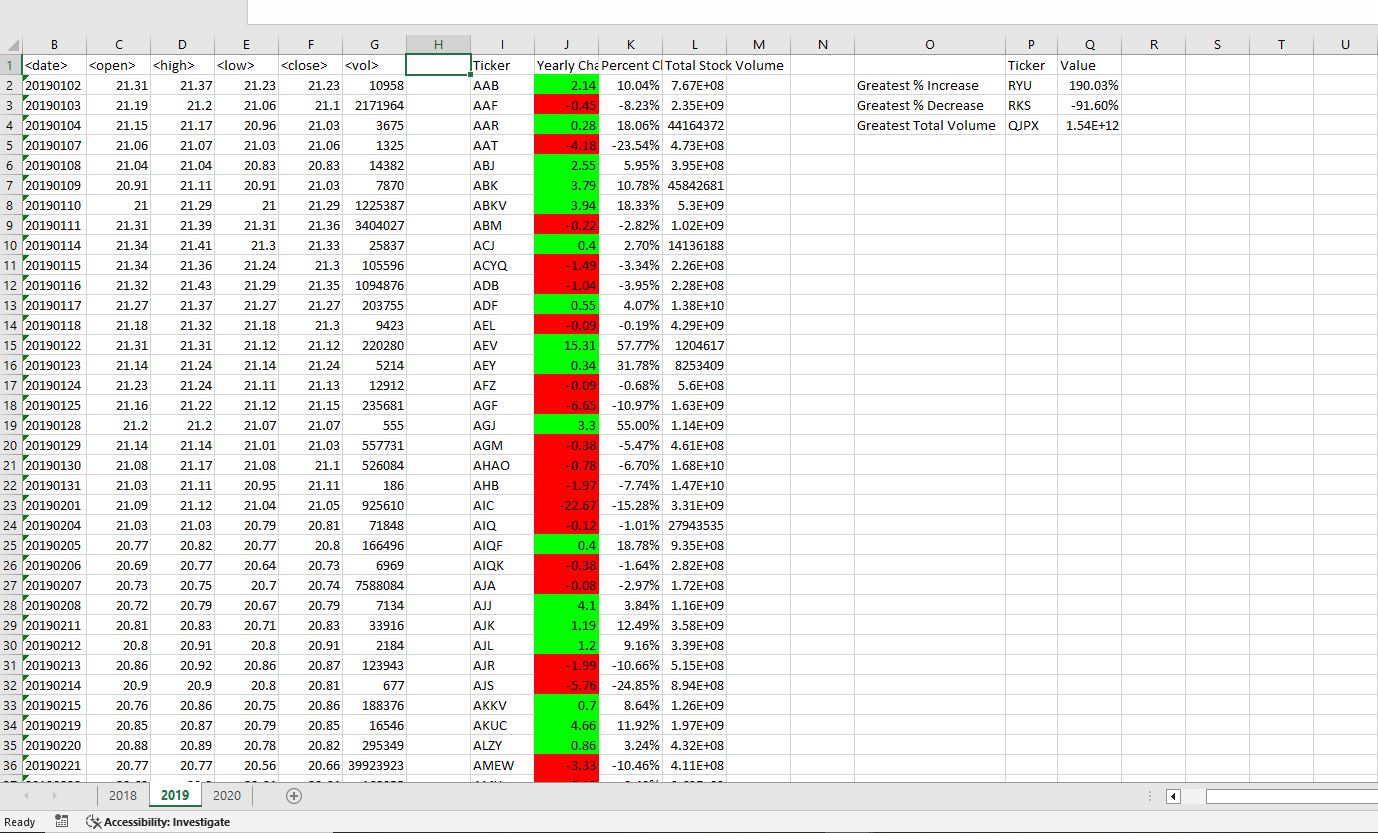 B C D E F G H I J K L M N O P Q R S T U
1 <date> <open> <high> <low> <close> <vol> Ticker Yearly Cha Percent Cl Total Stock Volume Ticker Value
2 20190102 21.31 21.37 21.23 21.23 10958 AAB 2.14 10.04% 7.67E+08 Greatest % Increase RYU 190.03%
3 20190103 21.19 21.2 21.06 21.1 2171964 AAF -0.45 -8.23% 2.35E+09 Greatest % Decrease RKS -91.60%
4 20190104 21.15 21.17 20.96 21.03 3675 AAR 0.28 18.06% 44164372 Greatest Total Volume QJPX 1.54E+12
5 20190107 21.06 21.07 21.03 21.06 1325 AAT -4.18 -23.54% 4.73E+08
6 20190108 21.04 21.04 20.83 20.83 14382 ABJ 2.55 5.95% 3.95E+08
7 20190109 20.91 21.11 20.91 21.03 7870 ABK 3.79 10.78% 45842681
8 20190110 21 21.29 21 21.29 1225387 ABKV 3.94 18.33% 5.3E+09
9 20190111 21.31 21.39 21.31 21.36 3404027 ABM -0.22 -2.82% 1.02E+09
10 20190114 21.34 21.41 21.3 21.33 25837 ACJ 0.4 2.70% 14136188
11 20190115 21.34 21.36 21.24 21.3 105596 ACYQ -1.49 -3.34% 2.26E+08
12 20190116 21.32 21.43 21.29 21.35 1094876 ADB -1.04 -3.95% 2.28E+08
13 20190117 21.27 21.37 21.27 21.27 203755 ADF 0.55 4.07% 1.38E+10
14 20190118 21.18 21.32 21.18 21.3 9423 AEL -0.09 -0.19% 4.29E+09
15 20190122 21.31 21.31 21.12 21.12 220280 AEV 15.31 57.77% 1204617
16 20190123 21.14 21.24 21.14 21.24 5214 AEY 0.34 31.78% 8253409
17 20190124 21.23 21.24 21.11 21.13 12912 AFZ -0.09 -0.68% 5.6E+08
18 20190125 21.16 21.22 21.12 21.15 235681 AGF -6.65 -10.97% 1.63E+09
19 20190128 21.2 21.2 21.07 21.07 555 AGJ 3.3 55.00% 1.14E+09
20 20190129 21.14 21.14 21.01 21.03 557731 AGM -0.38 -5.47% 4.61E+08
21 20190130 21.08 21.17 21.08 21.1 526084 AHAO -0.78 -6.70% 1.68E+10
22 20190131 21.03 21.11 20.95 21.11 186 AHB -1.97 -7.74% 1.47E+10
23 20190201 21.09 21.12 21.04 21.05 925610 AIC -22.67 -15.28% 3.31E+09
24 20190204 21.03 21.03 20.79 20.81 71848 AIQ -0.12 -1.01% 27943535
25 20190205 20.77 20.82 20.77 20.8 166496 AIQF 0.4 18.78% 9.35E+08
26 20190206 20.69 20.77 20.64 20.73 6969 AIQK -0.38 -1.64% 2.82E+08
27 20190207 20.73 20.75 20.7 20.74 7588084 AJA -0.08 -2.97% 1.72E+08
28 20190208 20.72 20.79 20.67 20.79 7134 AJJ 4.1 3.84% 1.16E+09
29 20190211 20.81 20.83 20.71 20.83 33916 AJK 1.19 12.49% 3.58E+09
30 20190212 20.8 20.91 20.8 20.91 2184 AJL 1.2 9.16% 3.39E+08
31 20190213 20.86 20.92 20.86 20.87 123943 AJR -1.99 -10.66% 5.15E+08
32 20190214 20.9 20.9 20.8 20.81 677 AJS -5.76 -24.85% 8.94E+08
33 20190215 20.76 20.86 20.75 20.86 188376 AKKV 0.7 8.64% 1.26E+09
34 20190219 20.85 20.87 20.79 20.85 16546 AKUC 4.66 11.92% 1.97E+09
35 20190220 20.88 20.89 20.78 20.82 295349 ALZY 0.86 3.24% 4.32E+08
36 20190221 20.77 20.77 20.56 20.66 39923923 AMEW -3.33 -10.46% 4.11E+08
2018 2019 2020
Ready Accessibility: Investigate